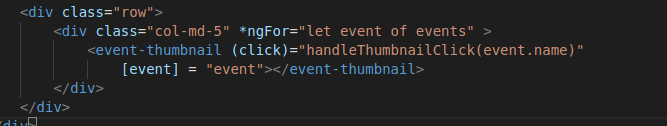 <div class="row">
<div class="col-md-5" *ngFor="let event of events" >
<event-thumbnail (click)="handleThumbnailClick(event.name)"
[event] = "event"></event-thumbnail>
</div>
</div>
/div>